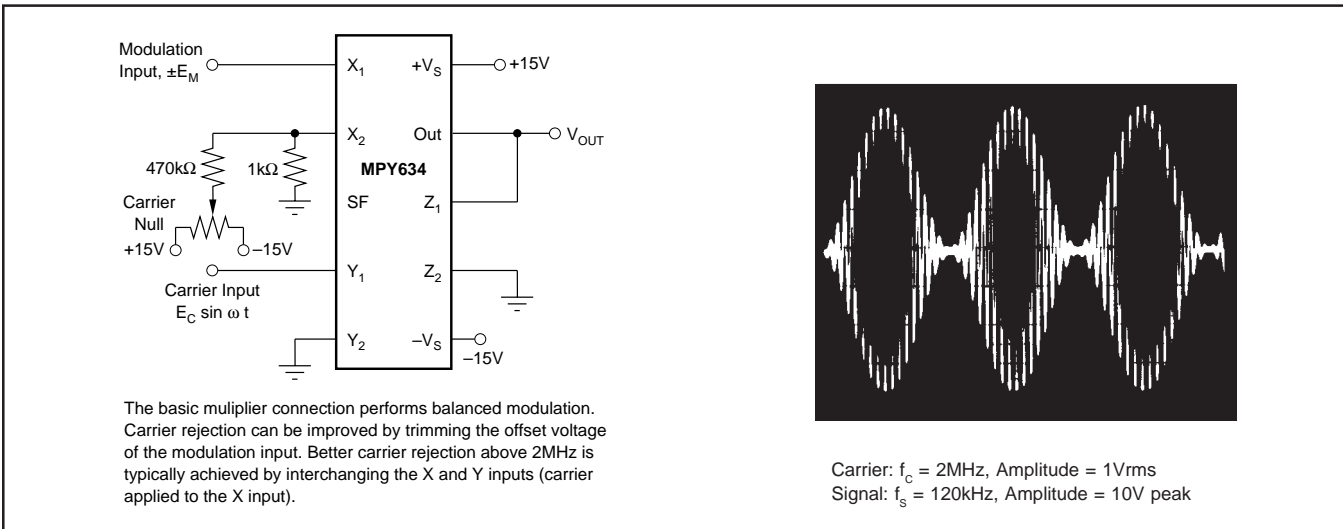 Modulation
Input, ±E_M
X_1
+V_S
+15V
X_2
Out
V_OUT
470kΩ
1kΩ
MPY634
Carrier
Null
SF
Z_1
+15V
–15V
Y_1
Z_2
Carrier Input
E_C sin ω t
Y_2
–V_S
–15V
The basic muliplier connection performs balanced modulation.
Carrier rejection can be improved by trimming the offset voltage
of the modulation input. Better carrier rejection above 2MHz is
typically achieved by interchanging the X and Y inputs (carrier
applied to the X input).
Carrier: f_C = 2MHz, Amplitude = 1Vrms
Signal: f_S = 120kHz, Amplitude = 10V peak